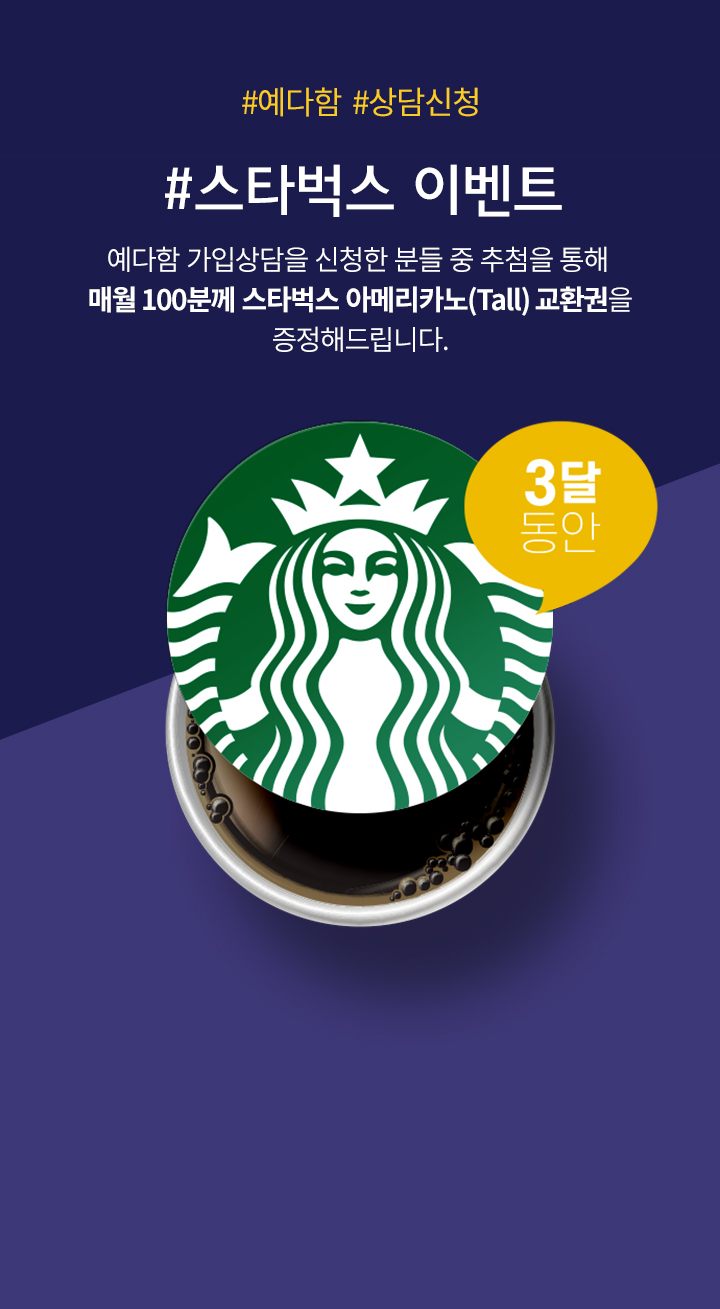 #예다함 #상담신청
#스타벅스 이벤트
예다함 가입상담을 신청한 분들 중 추첨을 통해
매월 100분께 스타벅스 아메리카노(Tall) 교환권을
증정해드립니다.
3달
동안